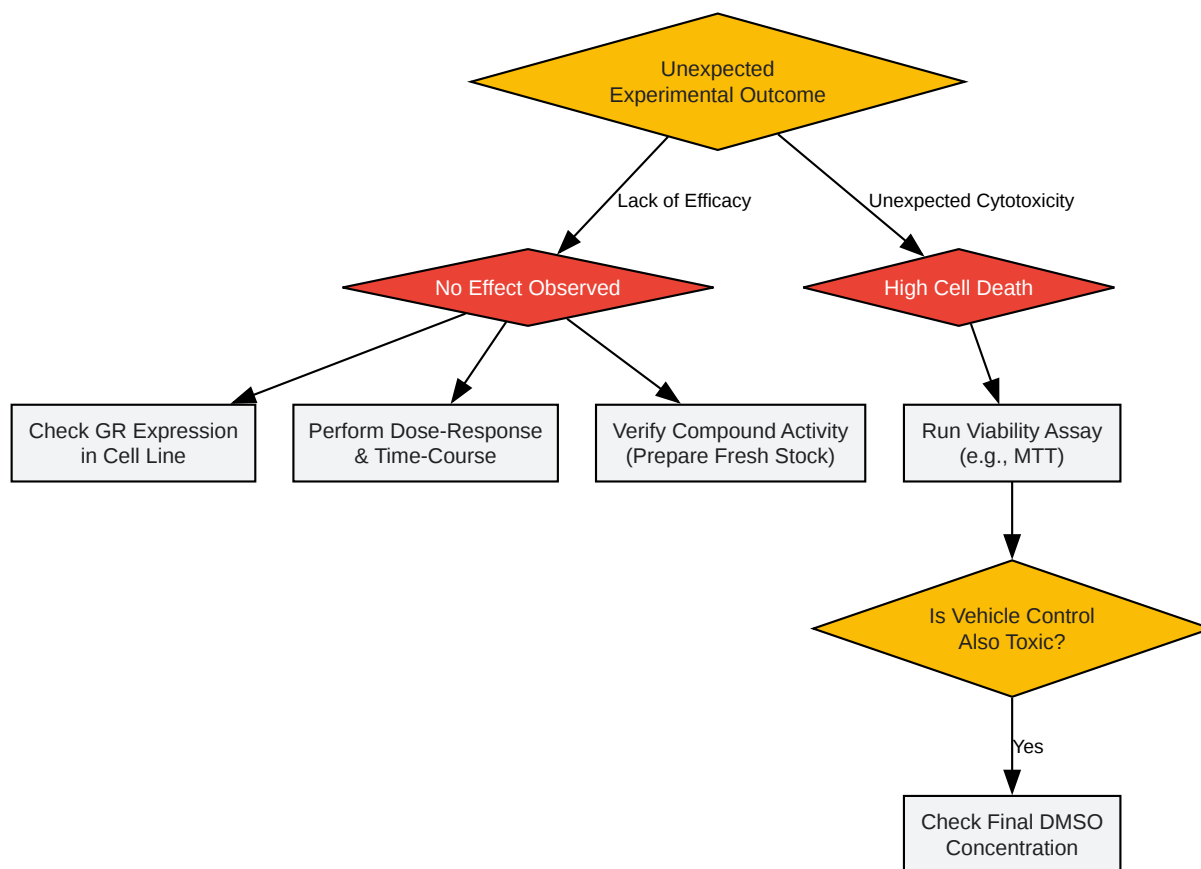 Unexpected
Experimental Outcome
Lack of Efficacy
Unexpected Cytotoxicity
No Effect Observed
High Cell Death
Check GR Expression
in Cell Line
Perform Dose-Response
& Time-Course
Verify Compound Activity
(Prepare Fresh Stock)
Run Viability Assay
(e.g., MTT)
Is Vehicle Control
Also Toxic?
Yes
Check Final DMSO
Concentration